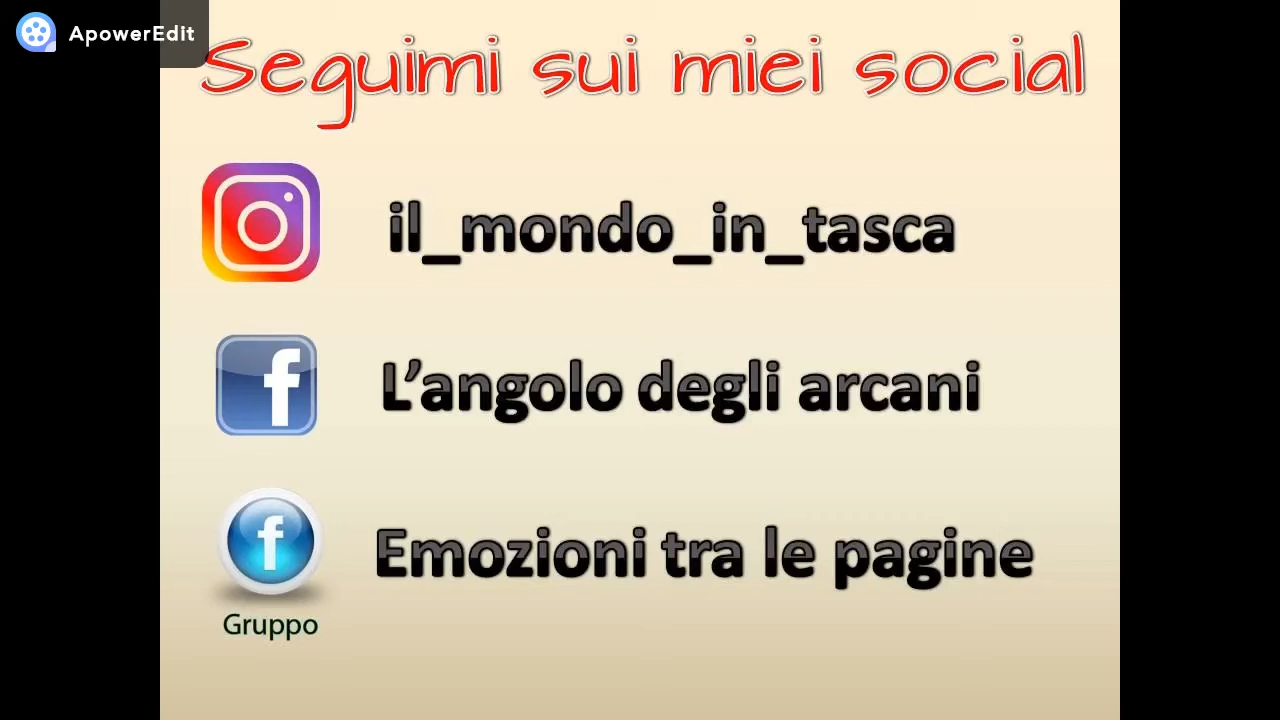 ApowerEdit
Seguimi sui miei social
il_mondo_in_tasca
f
L’angolo degli arcani
f
Emozioni tra le pagine
Gruppo